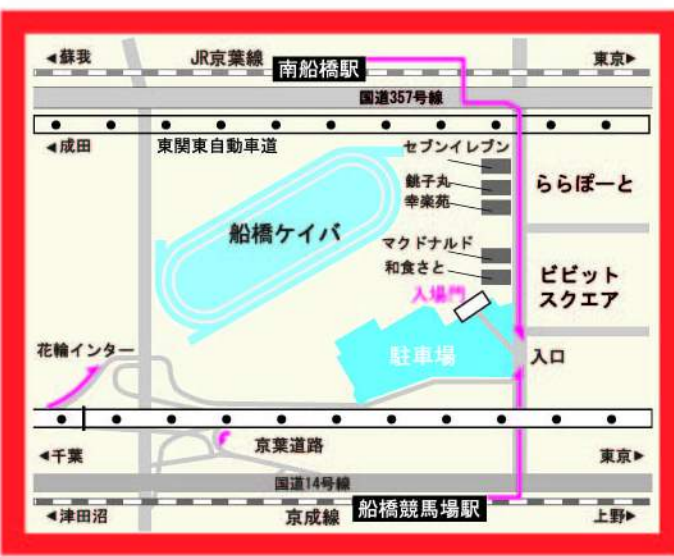 ◀蘇我
JR京葉線
南船橋駅
東京▶
国道357号線
◀成田
東関東自動車道
セブンイレブン
銚子丸
幸楽苑
ららぽーと
船橋ケイバ
マクドナルド
和食さと
入場門
ビビット
スクエア
花輪インター
駐車場
入口
京葉道路
◀千葉
東京▶
国道14号線
◀津田沼
京成線
船橋競馬場駅
上野▶